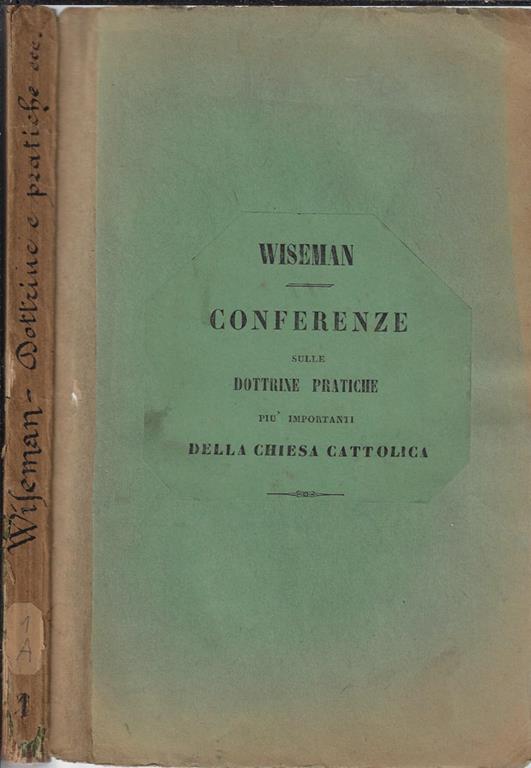 Wiseman - Dottrine e pratiche ecc.
A 1
1
WISEMAN
CONFERENZE
SULLE
DOTTRINE PRATICHE
PIU' IMPORTANTI
DELLA CHIESA CATTOLICA